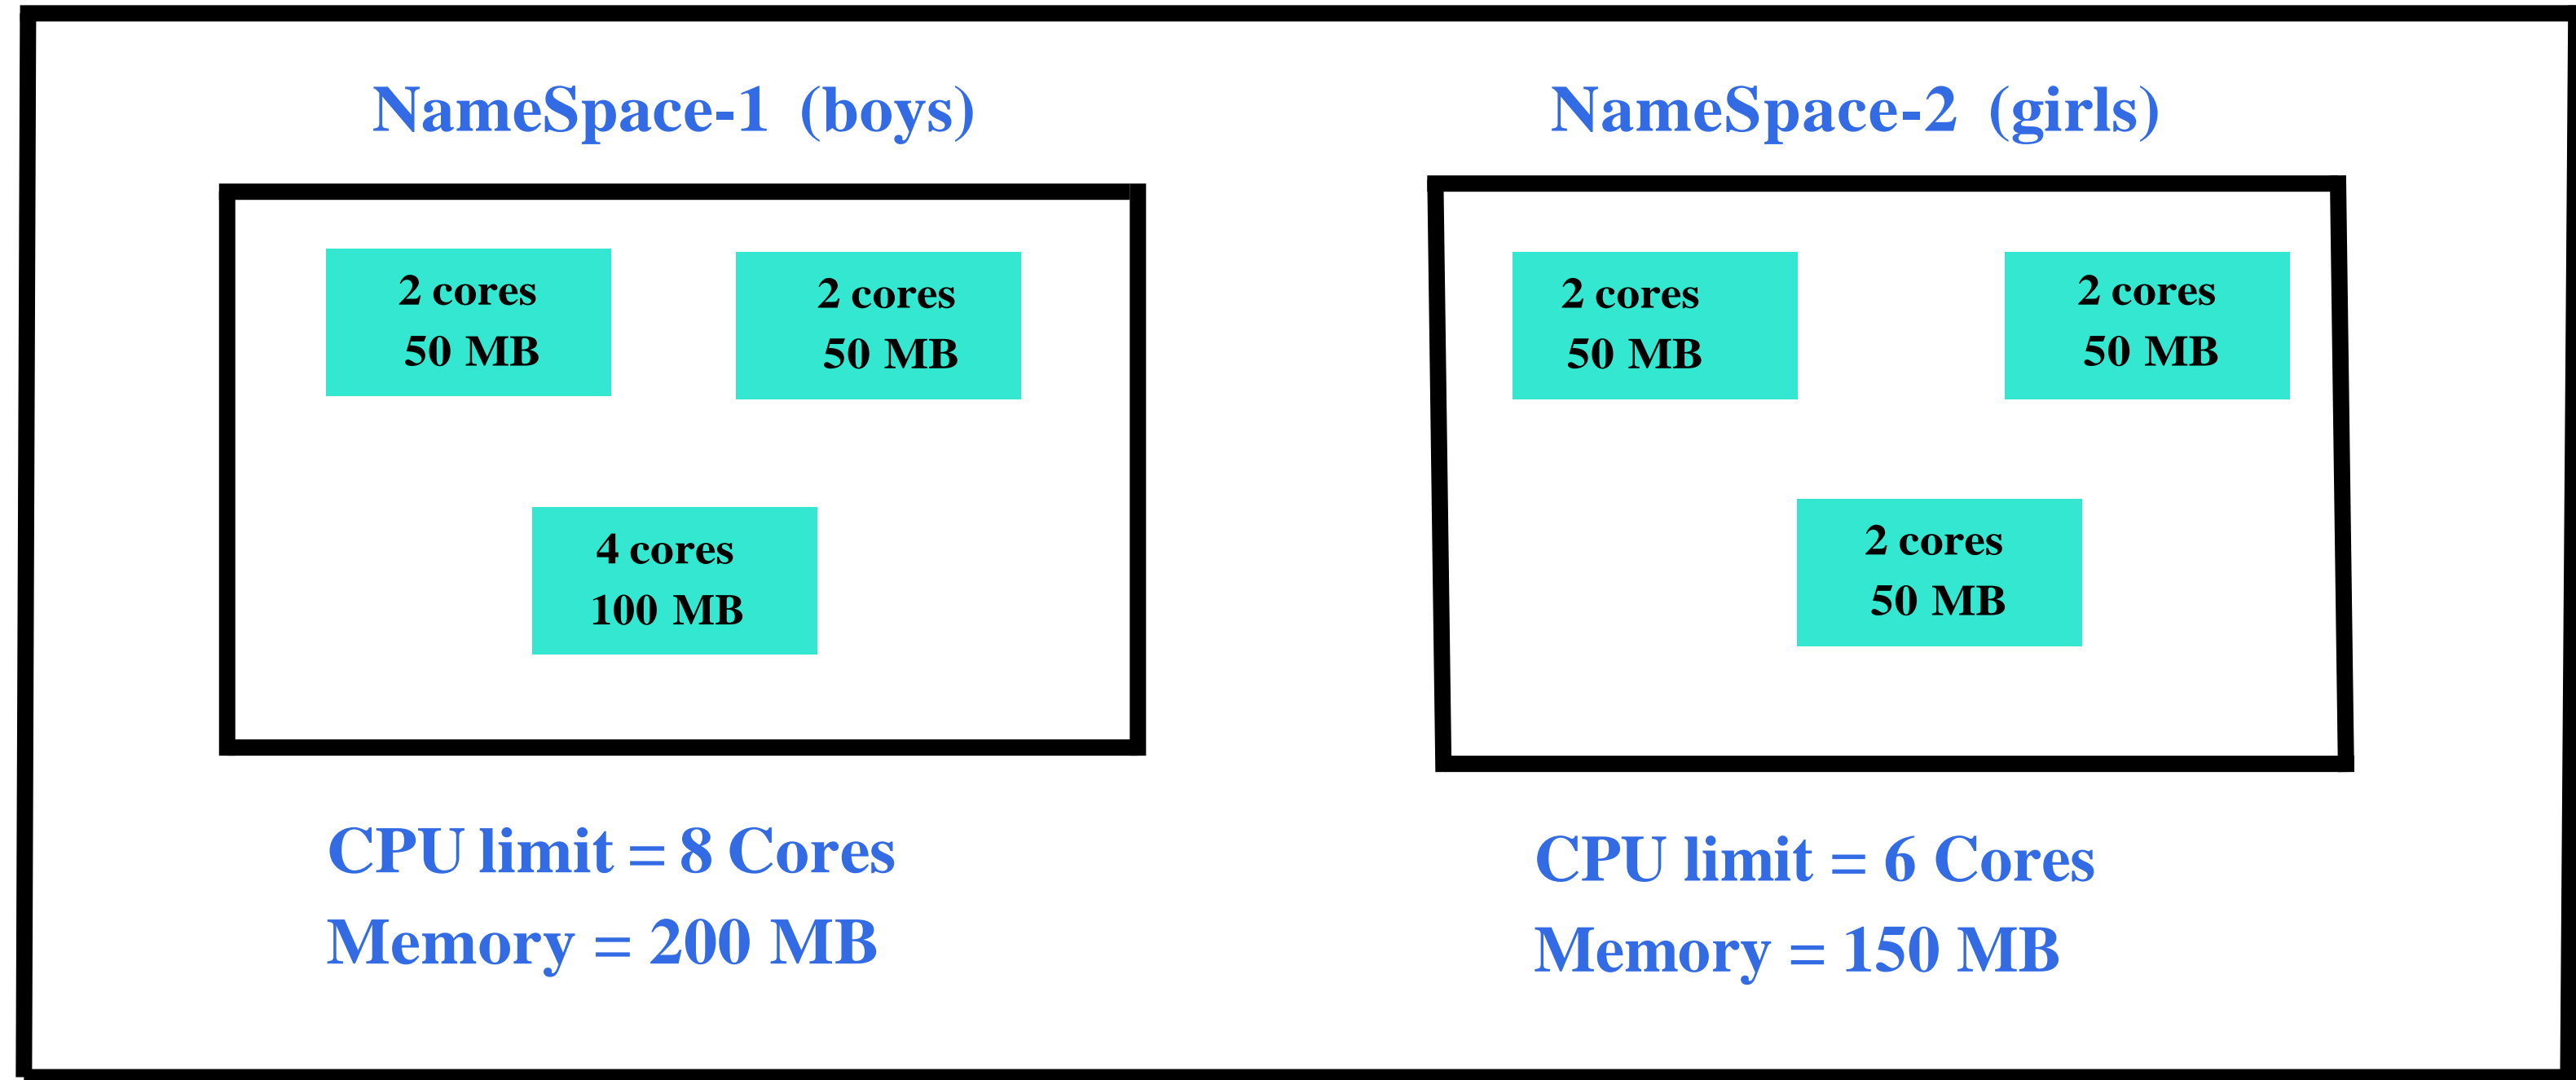 NameSpace-1 (boys)
NameSpace-2 (girls)
2 cores
50 MB
2 cores
50 MB
4 cores
100 MB
2 cores
50 MB
2 cores
50 MB
2 cores
50 MB
CPU limit = 8 Cores
Memory = 200 MB
CPU limit = 6 Cores
Memory = 150 MB